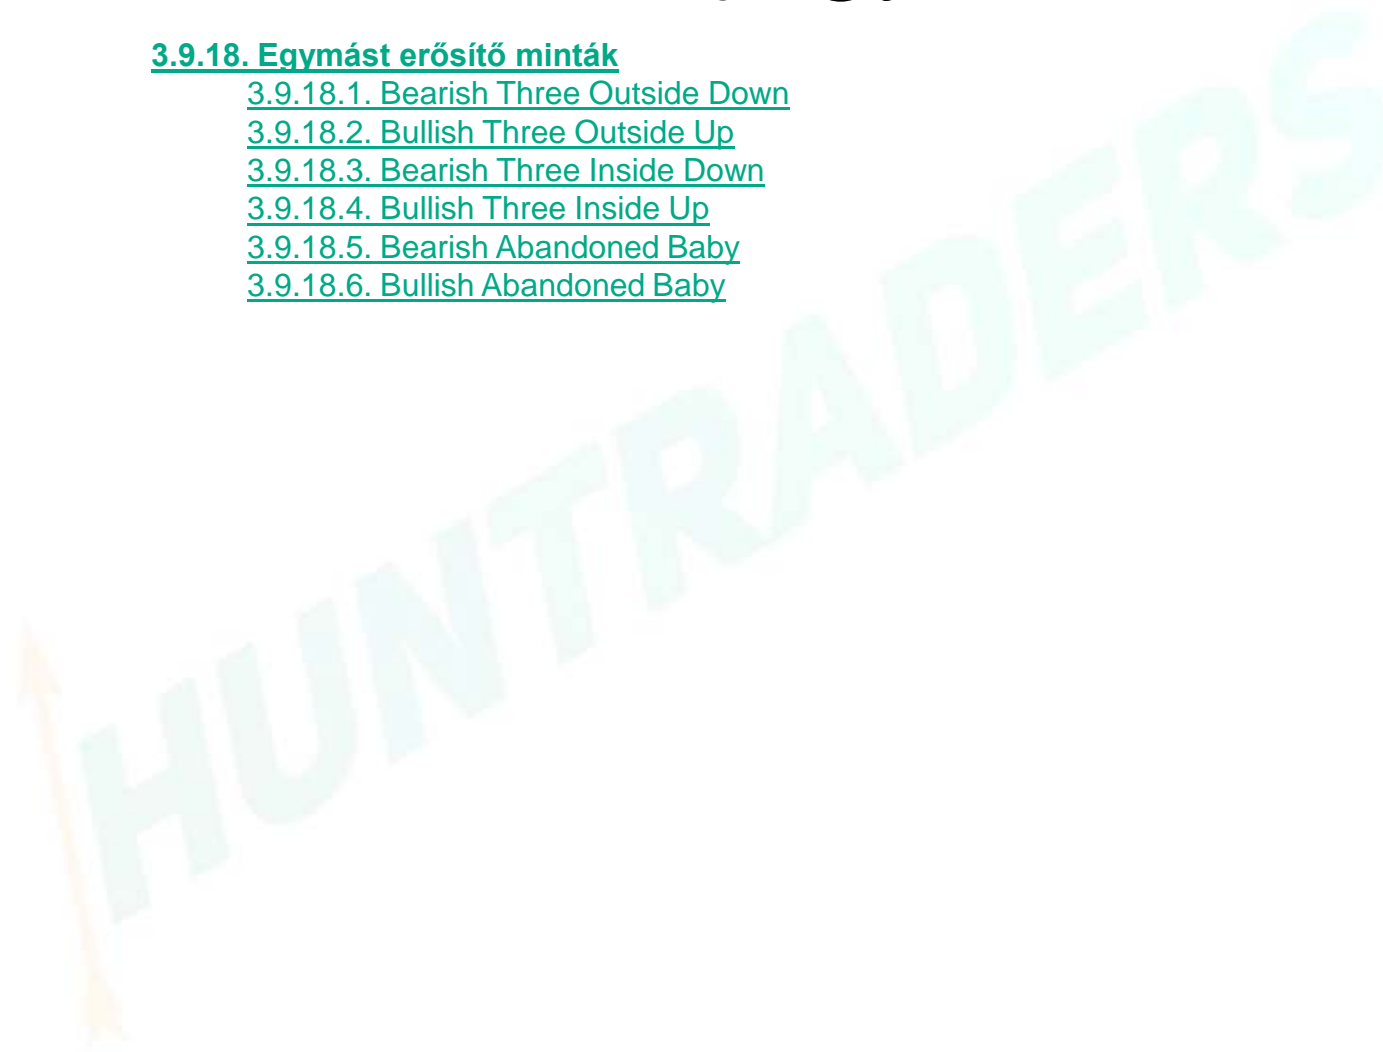 3.9.18. Egymást erősítő minták
3.9.18.1. Bearish Three Outside Down
3.9.18.2. Bullish Three Outside Up
3.9.18.3. Bearish Three Inside Down
3.9.18.4. Bullish Three Inside Up
3.9.18.5. Bearish Abandoned Baby
3.9.18.6. Bullish Abandoned Baby
HUNTRADERS